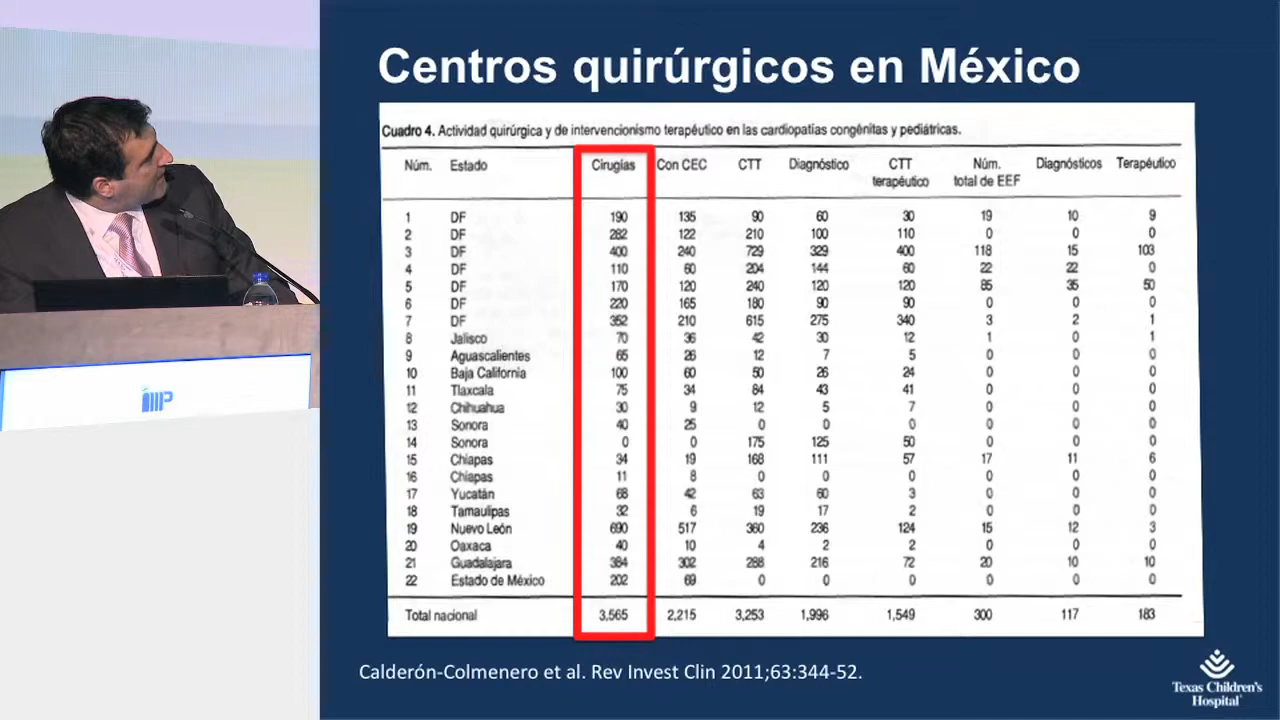 Centros quirúrgicos en México
Cuadro 4. Actividad quirúrgica y de intervencionismo terapéutico en las cardiopatías congénitas y pediátricas.
Núm. Estado Cirugías Con CEC CTT Diagnóstico CTT terapéutico Núm. total de EEF Diagnósticos Terapéutico
1 DF 190 135 90 60 30 19 10 9
2 DF 282 122 210 100 110 0 0 0
3 DF 400 240 729 329 400 118 15 103
4 DF 110 60 204 144 60 22 22 0
5 DF 170 120 240 120 120 85 35 50
6 DF 220 165 180 90 90 0 0 0
7 DF 352 210 615 275 340 3 2 1
8 Jalisco 70 36 42 30 12 1 0 1
9 Aguascalientes 65 26 12 7 5 0 0 0
10 Baja California 100 60 50 26 24 0 0 0
11 Tlaxcala 75 34 84 43 41 0 0 0
12 Chihuahua 30 9 12 5 7 0 0 0
13 Sonora 40 25 0 0 0 0 0 0
14 Sonora 0 0 175 125 50 0 0 0
15 Chiapas 34 19 168 111 57 17 11 6
16 Chiapas 11 8 0 0 0 0 0 0
17 Yucatán 68 42 63 60 3 0 0 0
18 Tamaulipas 32 6 19 17 2 0 0 0
19 Nuevo León 690 517 360 236 124 15 12 3
20 Oaxaca 40 10 4 2 2 0 0 0
21 Guadalajara 384 302 288 216 72 20 10 10
22 Estado de México 202 69 0 0 0 0 0 0
Total nacional 3,565 2,215 3,253 1,996 1,549 300 117 183
Calderón-Colmenero et al. Rev Invest Clin 2011;63:344-52.
Texas Children's
Hospital